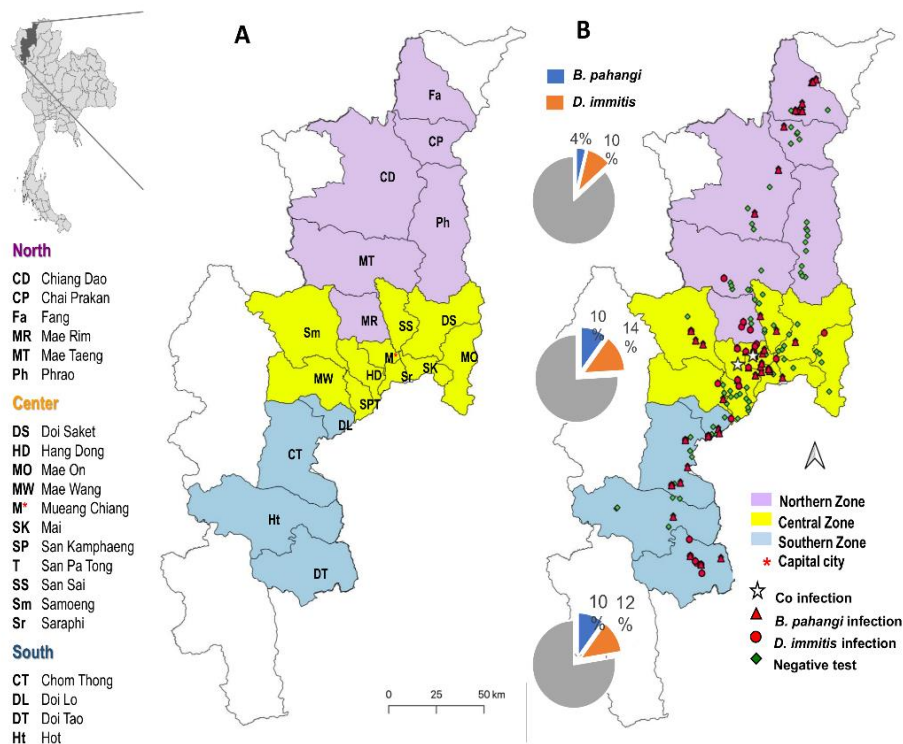 A
B
North
CD Chiang Dao
CP Chai Prakan
Fa Fang
MR Mae Rim
MT Mae Taeng
Ph Phrao
Center
DS Doi Saket
HD Hang Dong
MO Mae On
MW Mae Wang
M* Mueang Chiang
SK Mai
SP San Kamphaeng
T San Pa Tong
SS San Sai
Sm Samoeng
Sr Saraphi
South
CT Chom Thong
DL Doi Lo
DT Doi Tao
Ht Hot
Fa
CP
CD
Ph
MT
MR
SS
DS
Sm
M*
MO
SK
HD
Sr
MW
SPT
DL
CT
Ht
DT
0 25 50 km
B. pahangi
D. immitis
4% 10 %
10 % 14 %
10 % 12 %
Northern Zone
Central Zone
Southern Zone
* Capital city
Co infection
B. pahangi infection
D. immitis infection
Negative test